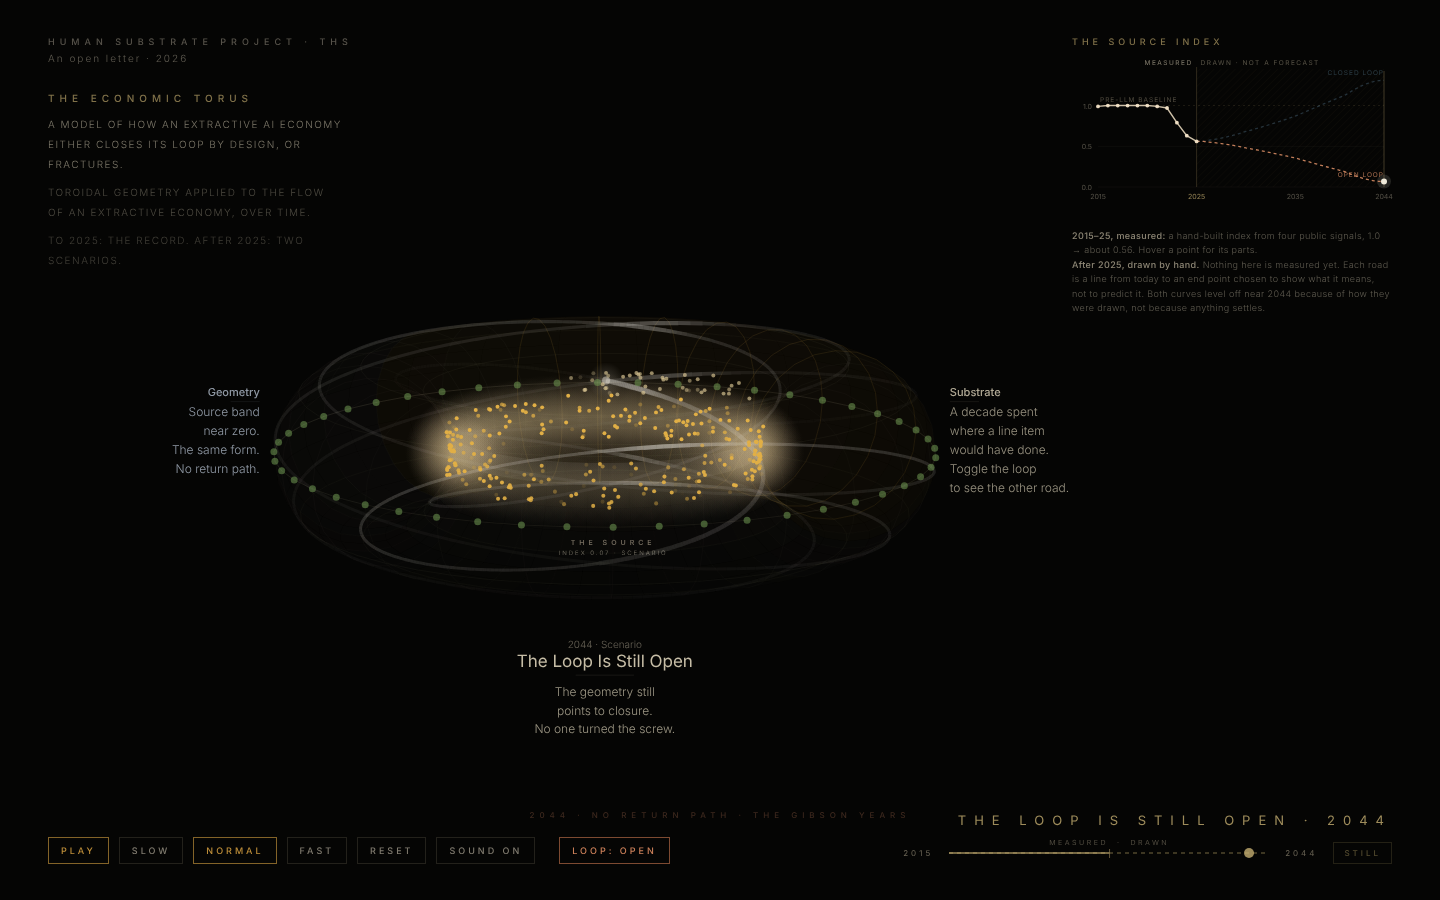 HUMAN SUBSTRATE PROJECT · THS
An open letter · 2026
THE ECONOMIC TORUS
A MODEL OF HOW AN EXTRACTIVE AI ECONOMY
EITHER CLOSES ITS LOOP BY DESIGN, OR
FRACTURES.
TOROIDAL GEOMETRY APPLIED TO THE FLOW
OF AN EXTRACTIVE ECONOMY, OVER TIME.
TO 2025: THE RECORD. AFTER 2025: TWO
SCENARIOS.
THE SOURCE INDEX
MEASURED DRAWN · NOT A FORECAST
CLOSED LOOP
PRE-LLM BASELINE
1.0
0.5
OPEN LOOP
0.0
2015 2025 2035 2044
2015–25, measured: a hand-built index from four public signals, 1.0
→ about 0.56. Hover a point for its parts.
After 2025, drawn by hand. Nothing here is measured yet. Each road
is a line from today to an end point chosen to show what it means,
not to predict it. Both curves level off near 2044 because of how they
were drawn, not because anything settles.
Geometry
Source band
near zero.
The same form.
No return path.
Substrate
A decade spent
where a line item
would have done.
Toggle the loop
to see the other road.
THE SOURCE
INDEX 0.07 · SCENARIO
2044 · Scenario
The Loop Is Still Open
The geometry still
points to closure.
No one turned the screw.
2044 · NO RETURN PATH · THE GIBSON YEARS
THE LOOP IS STILL OPEN · 2044
PLAY SLOW NORMAL FAST RESET SOUND ON LOOP: OPEN
MEASURED · DRAWN
2015 2044 STILL